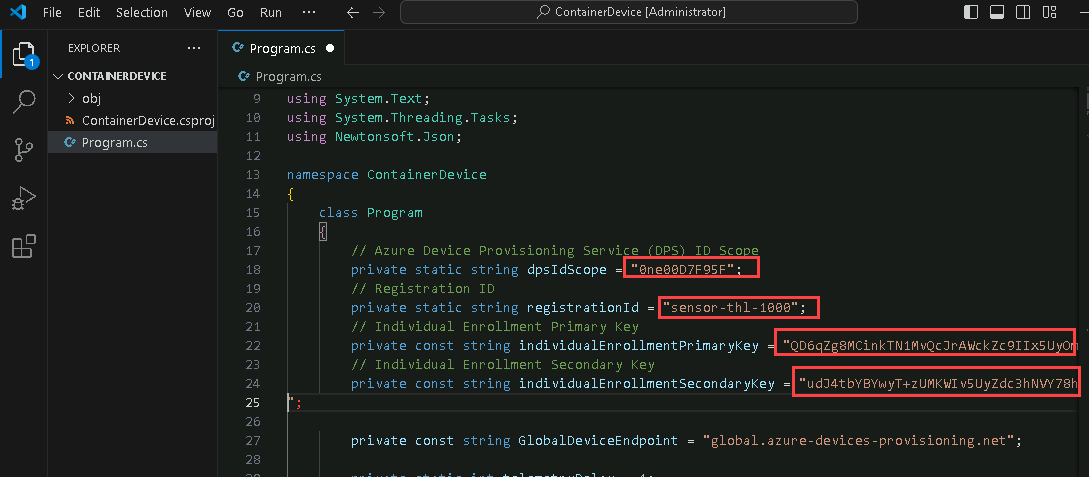 File Edit Selection View Go Run ··· ContainerDevice [Administrator]
EXPLORER ···
1
CONTAINERDEVICE
obj
ContainerDevice.csproj
Program.cs
Program.cs
Program.cs
9 using System.Text;
10 using System.Threading.Tasks;
11 using Newtonsoft.Json;
12
13 namespace ContainerDevice
14 {
15 class Program
16 {
17 // Azure Device Provisioning Service (DPS) ID Scope
18 private static string dpsIdScope = "0ne00D7F95F";
19 // Registration ID
20 private static string registrationId = "sensor-thl-1000";
21 // Individual Enrollment Primary Key
22 private const string individualEnrollmentPrimaryKey = "QD6qZg8MCinkTN1MvQcJrAWckZc9IIx5UyOm
23 // Individual Enrollment Secondary Key
24 private const string individualEnrollmentSecondaryKey = "udJ4tbYBYwyT+zUMKWIv5UyZdc3hNVY78h
25 ";
26
27 private const string GlobalDeviceEndpoint = "global.azure-devices-provisioning.net";
28